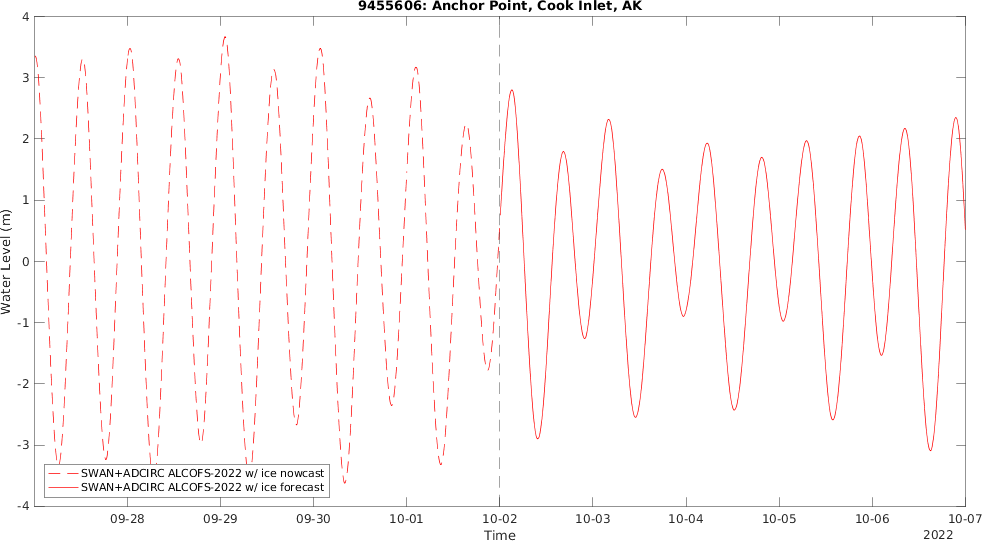 9455606: Anchor Point, Cook Inlet, AK
4
3
2
1
0
-1
-2
-3
-4
Water Level (m)
SWAN+ADCIRC ALCOFS-2022 w/ ice nowcast
SWAN+ADCIRC ALCOFS-2022 w/ ice forecast
09-28 09-29 09-30 10-01 10-02 10-03 10-04 10-05 10-06 10-07
Time
2022